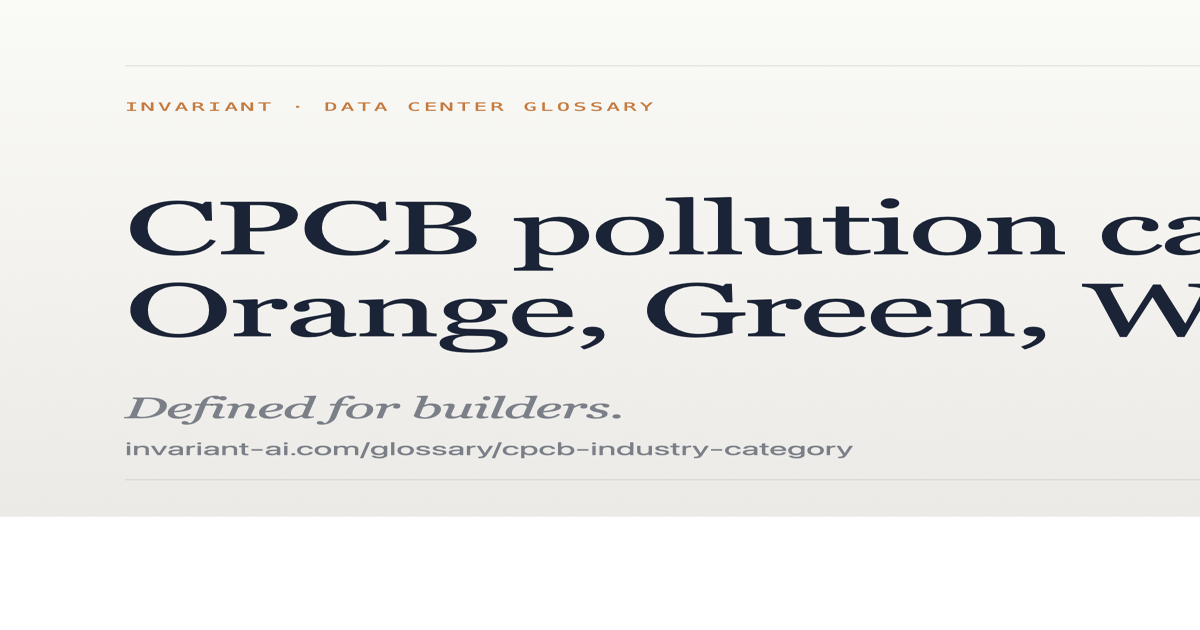 INVARIANT · DATA CENTER GLOSSARY
CPCB pollution ca
Orange, Green, W
Defined for builders.
invariant-ai.com/glossary/cpcb-industry-category